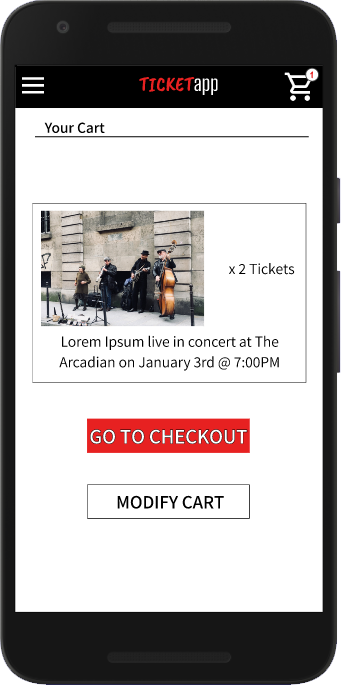 TICKETapp
1
Your Cart
x 2 Tickets
Lorem Ipsum live in concert at The
Arcadian on January 3rd @ 7:00PM
GO TO CHECKOUT
MODIFY CART